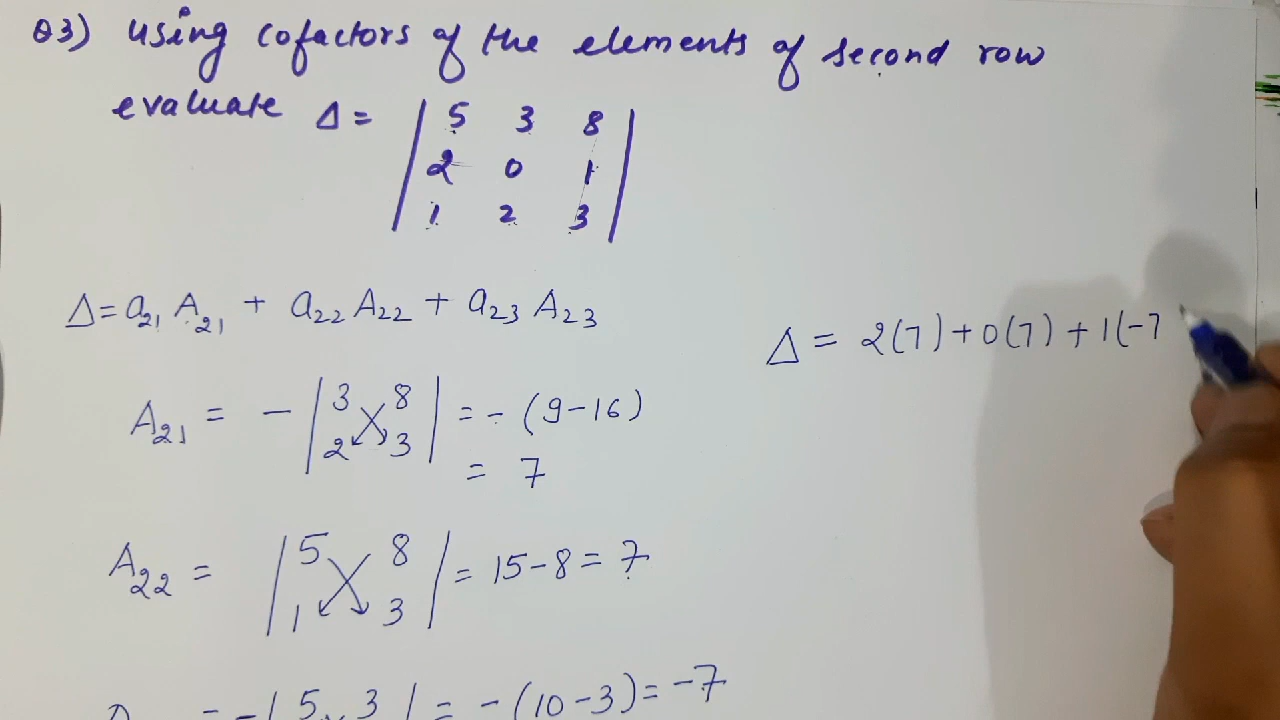 Q3) Using cofactors of the elements of second row
evaluate Δ = | 5 3 8 |
| 2 0 1 |
| 1 2 3 |
Δ = a₂₁ A₂₁ + a₂₂ A₂₂ + a₂₃ A₂₃
A₂₁ = - | 3 8 | = - (9-16)
| 2 3 |
= 7
A₂₂ = | 5 8 | = 15-8 = 7
| 1 3 |
= -| 5 3 | = -(10-3) = -7
Δ = 2(7) + 0(7) + 1(-7